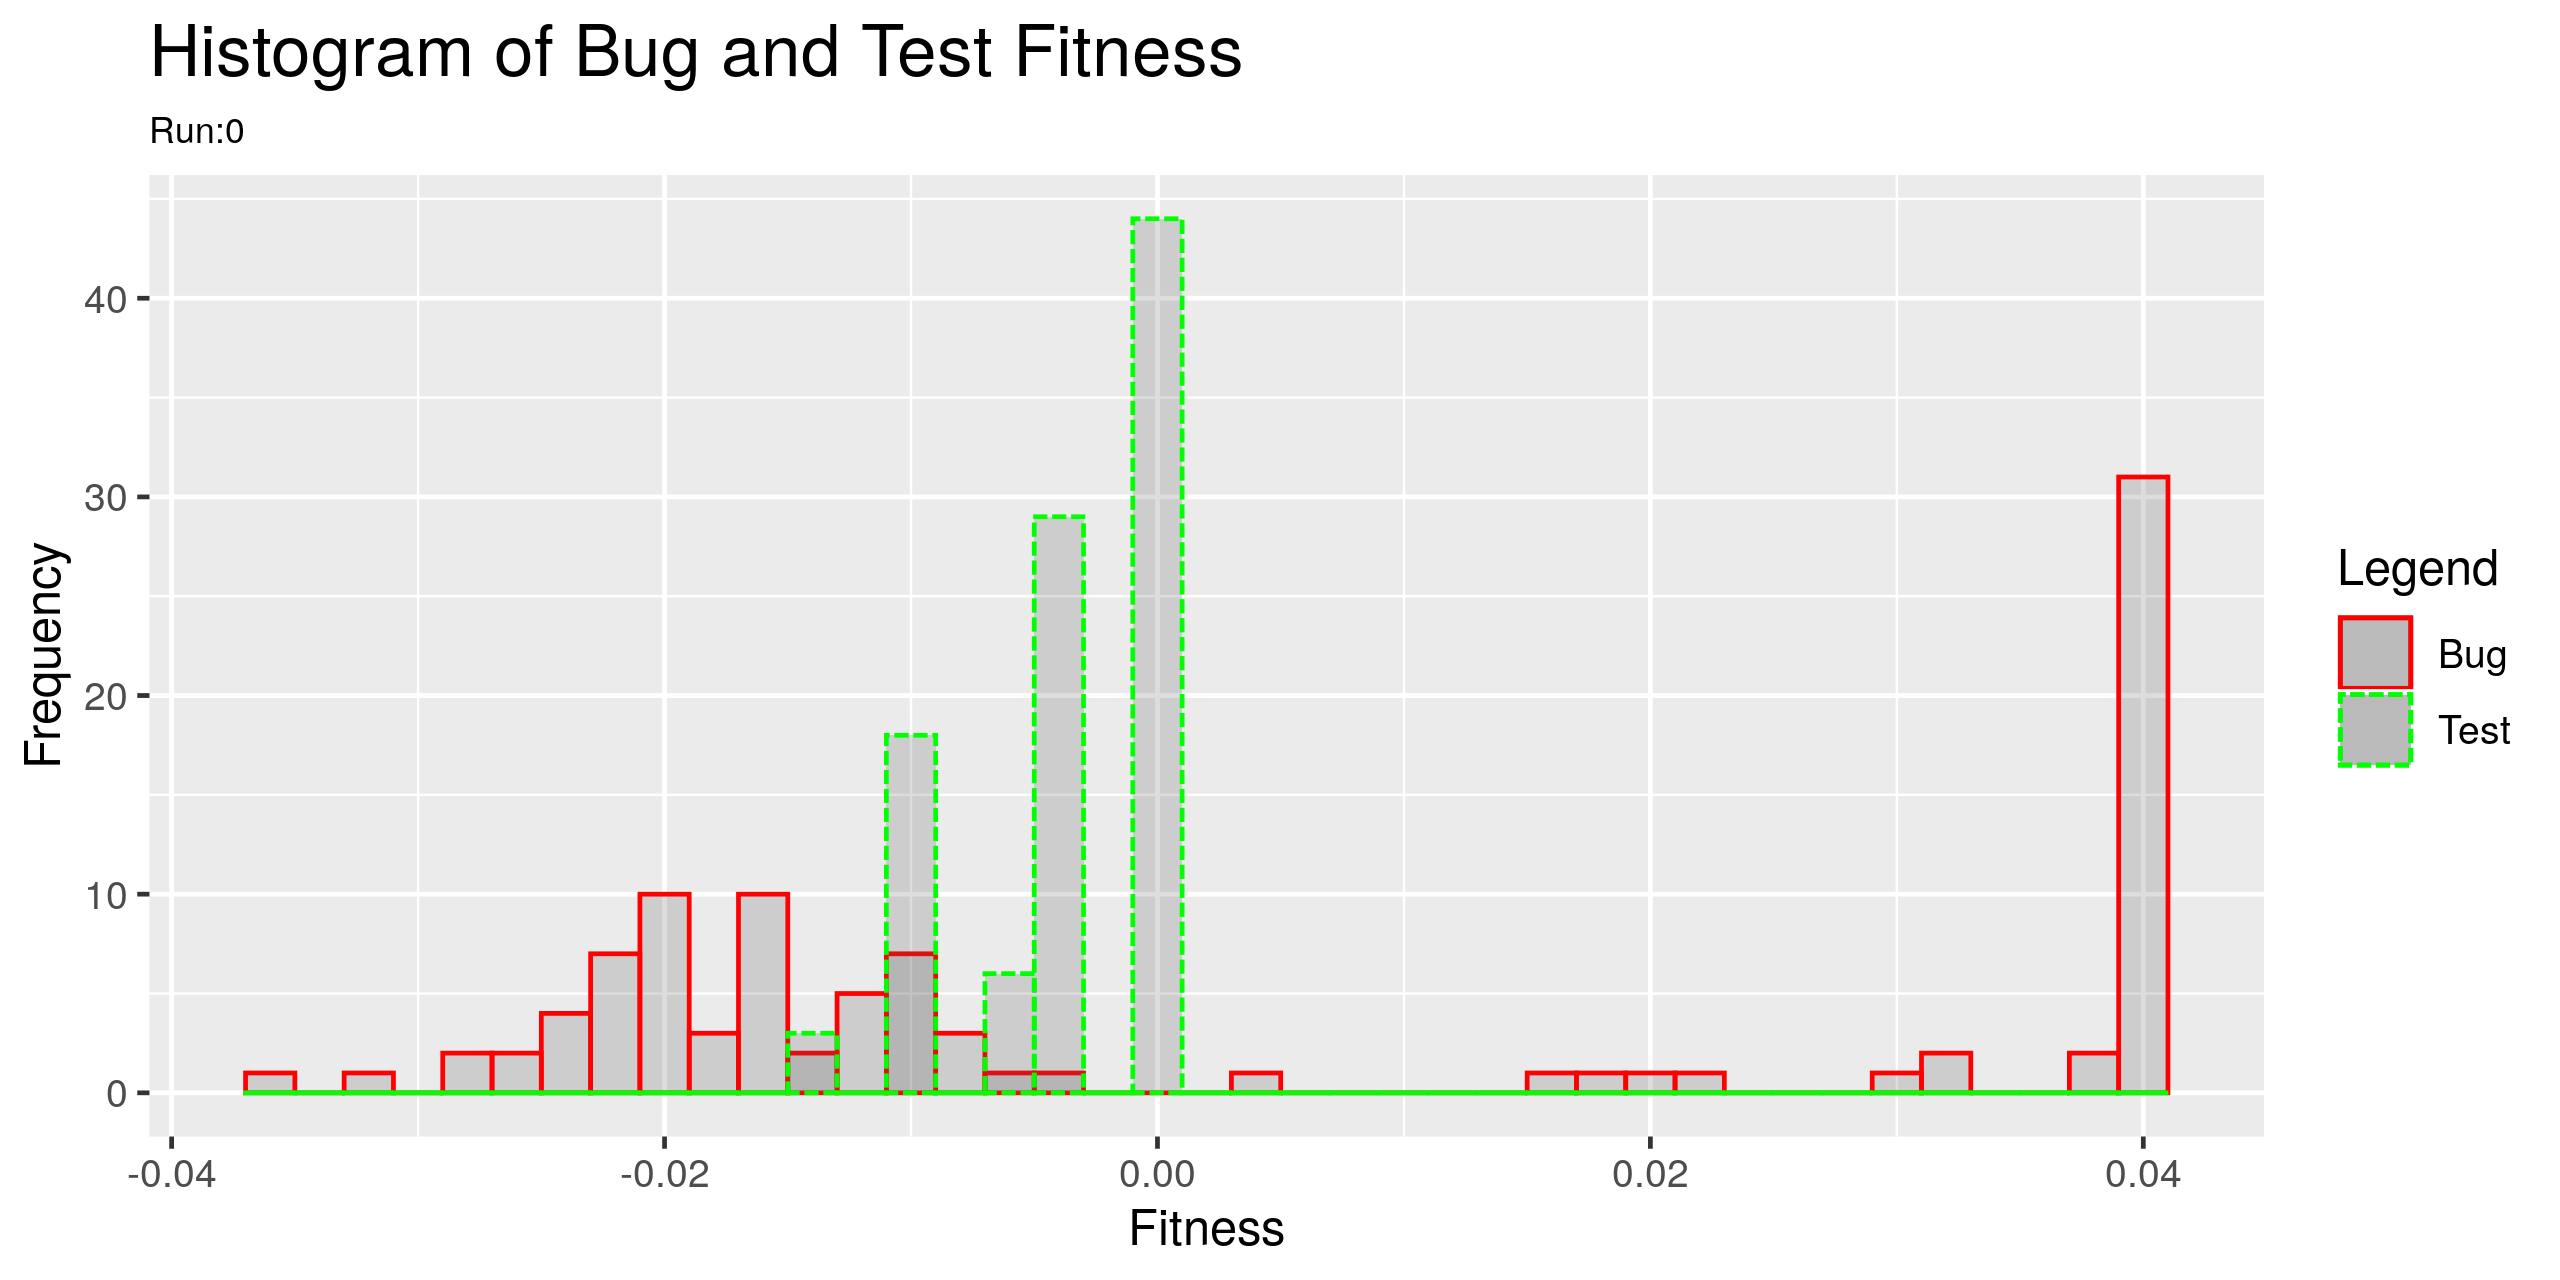 Histogram of Bug and Test Fitness
Run:0
Frequency
40
30
20
10
0
-0.04 -0.02 0.00 0.02 0.04
Fitness
Legend
Bug
Test